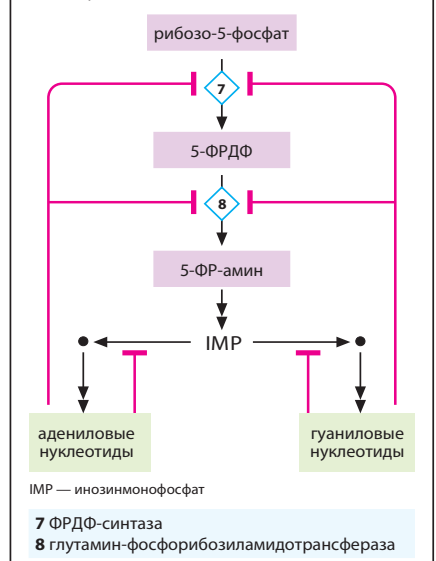 рибозо-5-фосфат
7
5-ФРДФ
8
5-ФР-амин
IMP
адениловые
нуклеотиды
гуаниловые
нуклеотиды
IMP — инозинмонофосфат
7 ФРДФ-синтаза
8 глутамин-фосфорибозиламидотрансфераза